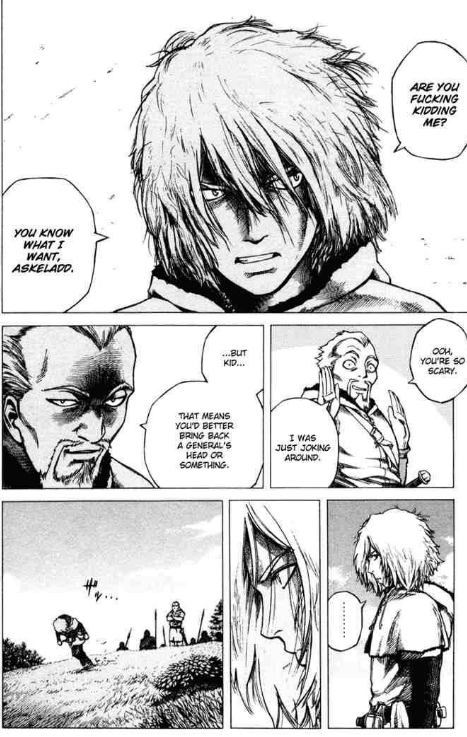 ARE YOU
FUCKING
KIDDING
ME?
YOU KNOW
WHAT I
WANT,
ASKELADD.
OOH,
YOU'RE SO
SCARY.
I WAS
JUST JOKING
AROUND.
...BUT
KID...
THAT MEANS
YOU'D BETTER
BRING BACK
A GENERAL'S
HEAD OR
SOMETHING.